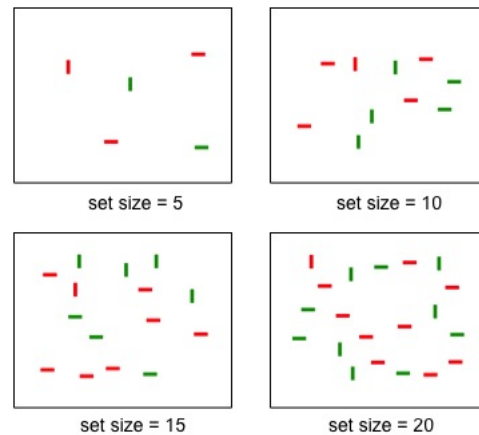 set size = 5
set size = 10
set size = 15
set size = 20